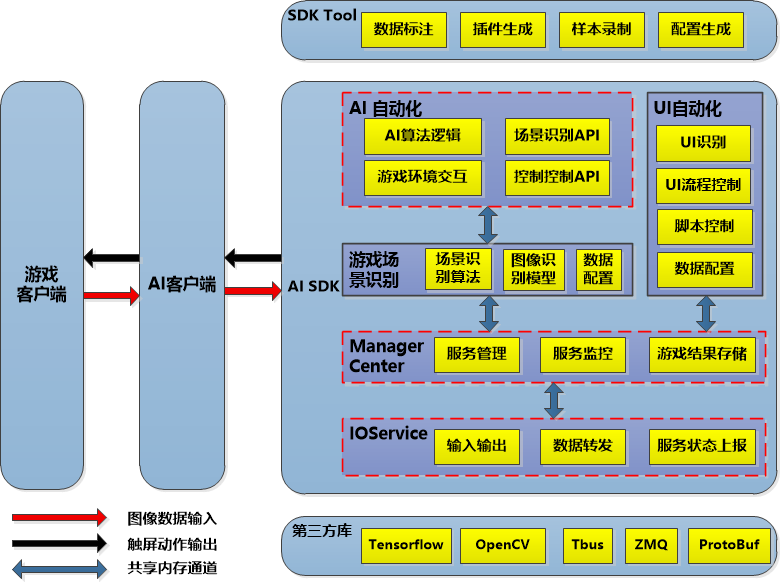 SDK Tool
数据标注
插件生成
样本录制
配置生成
AI 自动化
AI算法逻辑
场景识别API
游戏环境交互
控制控制API
UI自动化
UI识别
UI流程控制
脚本控制
数据配置
游戏
客户端
AI客户端
AI SDK
游戏场
景识别
场景识
别算法
图像识
别模型
数据
配置
Manager
Center
服务管理
服务监控
游戏结果存储
IOService
输入输出
数据转发
服务状态上报
图像数据输入
触屏动作输出
共享内存通道
第三方库
Tensorflow
OpenCV
Tbus
ZMQ
ProtoBuf